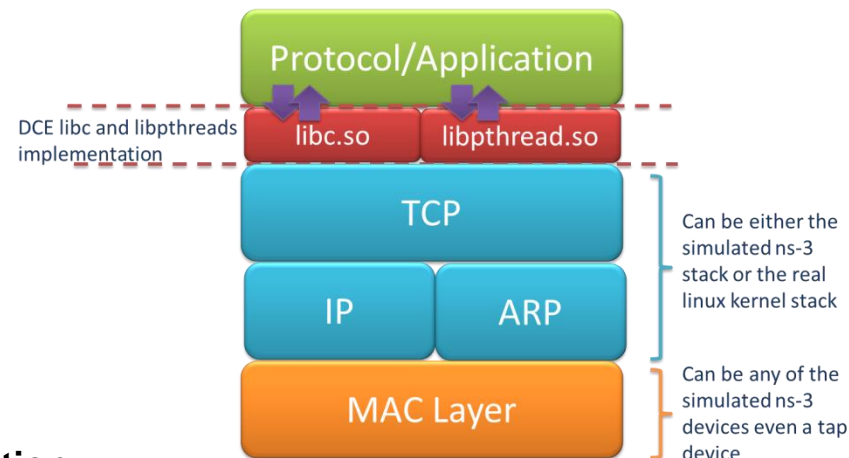 Protocol/Application
DCE libc and libpthreads
implementation
libc.so
libpthread.so
TCP
IP
ARP
Can be either the
simulated ns-3
stack or the real
linux kernel stack
MAC Layer
Can be any of the
simulated ns-3
devices even a tap
device